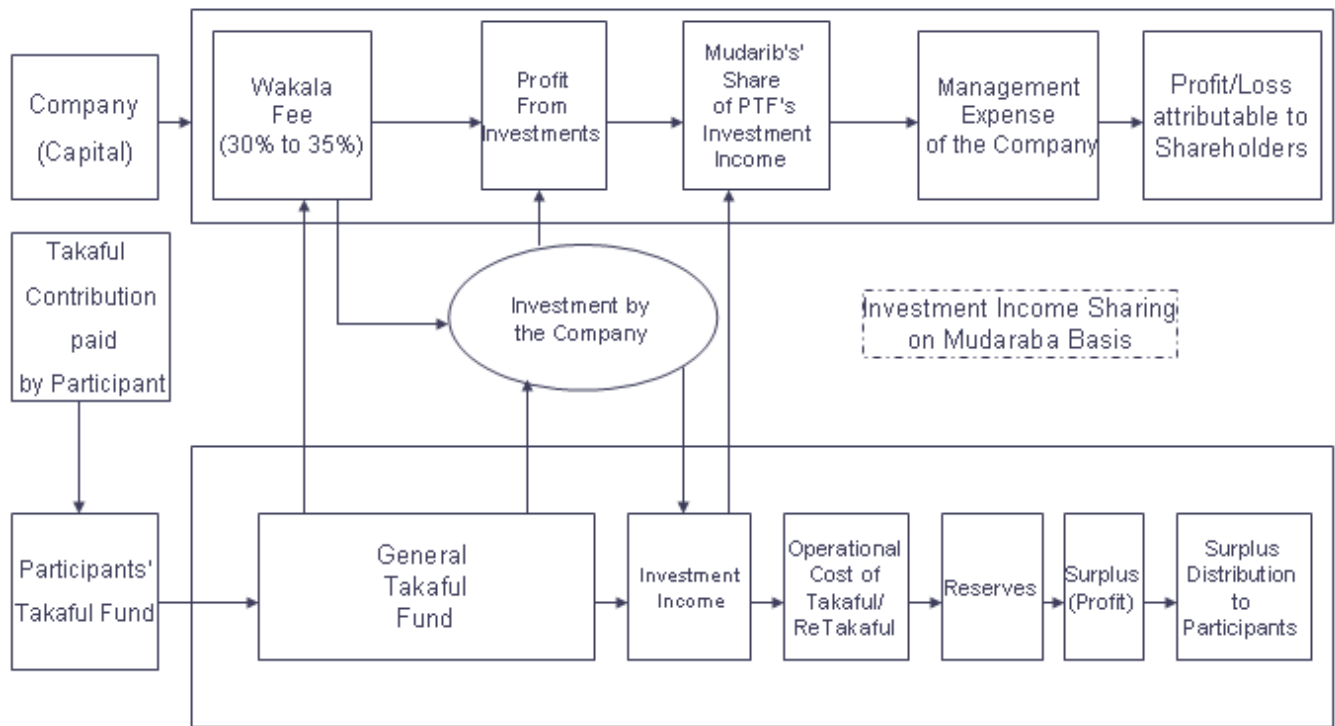 Company
(Capital)
Wakala
Fee
(30% to 35%)
Profit
From
Investments
Mudarib's'
Share
of PTF's
Investment
Income
Management
Expense
of the Company
Profit/Loss
attributable to
Shareholders
Takaful
Contribution
paid
by Participant
Investment by
the Company
Investment Income Sharing
on Mudaraba Basis
Participants'
Takaful Fund
General
Takaful
Fund
Investment
Income
Operational
Cost of
Takaful/
ReTakaful
Reserves
Surplus
(Profit)
Surplus
Distribution
to
Participants